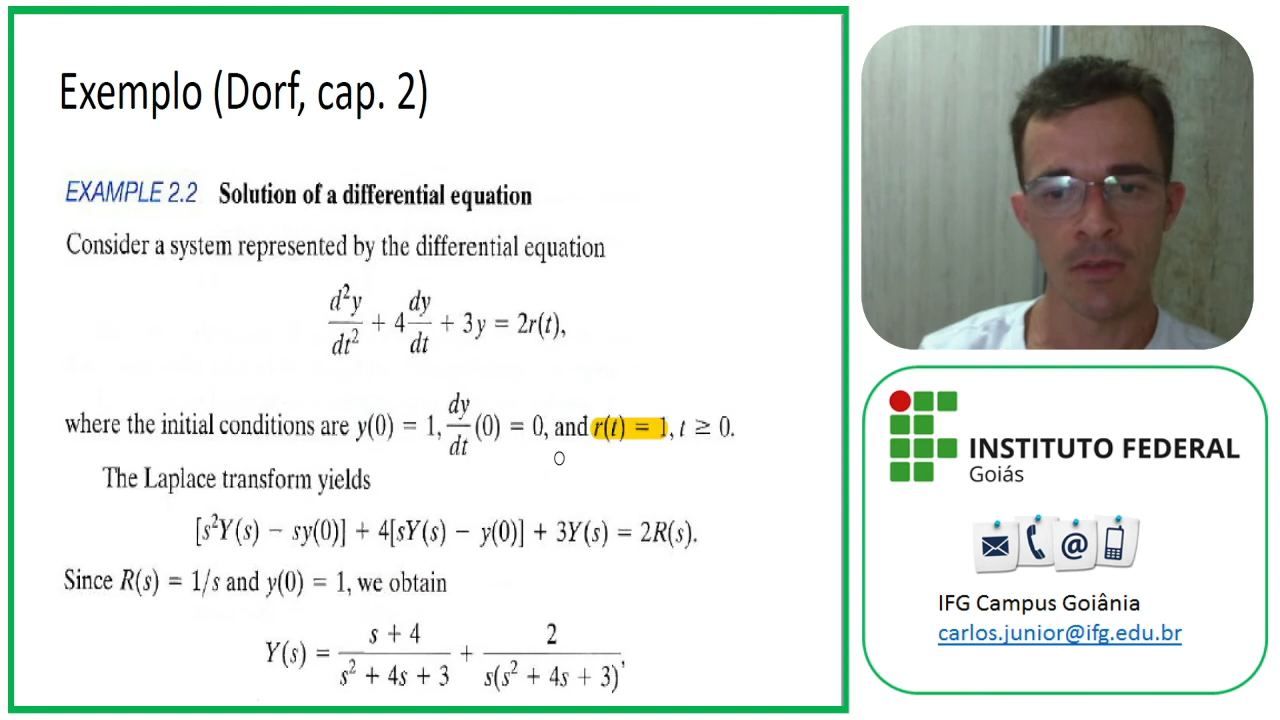 Exemplo (Dorf, cap. 2)
EXAMPLE 2.2 Solution of a differential equation
Consider a system represented by the differential equation
d²y/dt² + 4 dy/dt + 3y = 2r(t),
where the initial conditions are y(0) = 1, dy/dt (0) = 0, and r(t) = 1, t ≥ 0.
The Laplace transform yields
[s²Y(s) − sy(0)] + 4[sY(s) − y(0)] + 3Y(s) = 2R(s).
Since R(s) = 1/s and y(0) = 1, we obtain
Y(s) = (s + 4)/(s² + 4s + 3) + 2/(s(s² + 4s + 3)),
INSTITUTO FEDERAL
Goiás
@
IFG Campus Goiânia
carlos.junior@ifg.edu.br